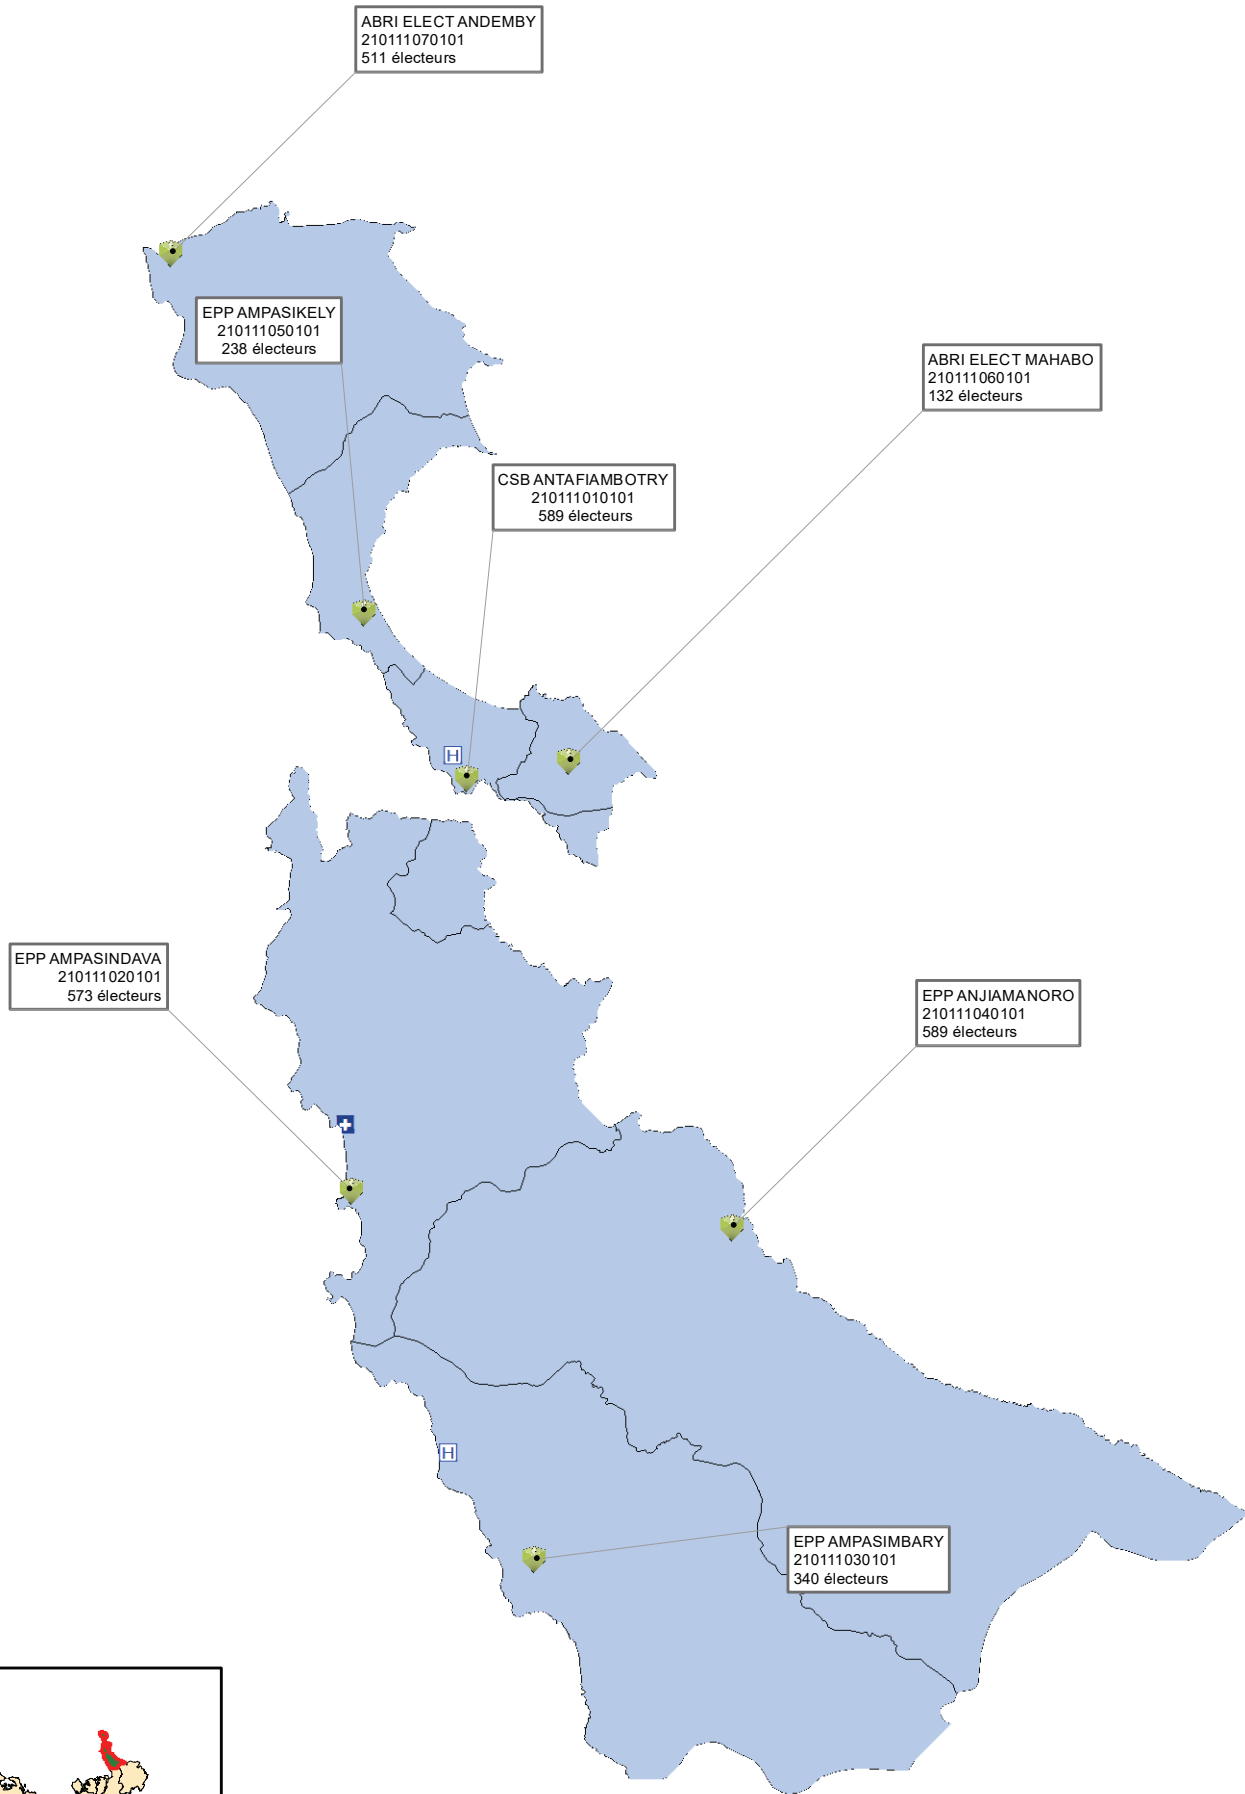 ABRI ELECT ANDEMBY
210111070101
511 électeurs
EPP AMPASIKELY
210111050101
238 électeurs
ABRI ELECT MAHABO
210111060101
132 électeurs
CSB ANTAFIAMBOTRY
210111010101
589 électeurs
H
EPP AMPASINDAVA
210111020101
573 électeurs
EPP ANJIAMANORO
210111040101
589 électeurs
H
EPP AMPASIMBARY
210111030101
340 électeurs